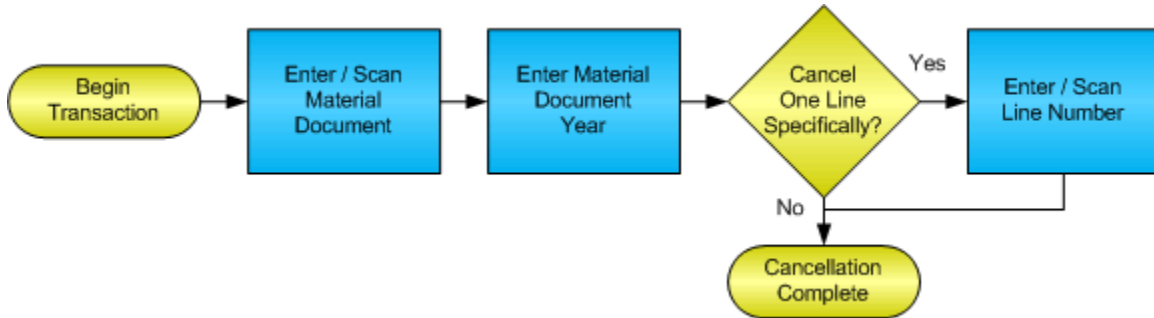 Begin
Transaction
Enter / Scan
Material
Document
Enter Material
Document
Year
Cancel
One Line
Specifically?
Yes
Enter / Scan
Line Number
No
Cancellation
Complete